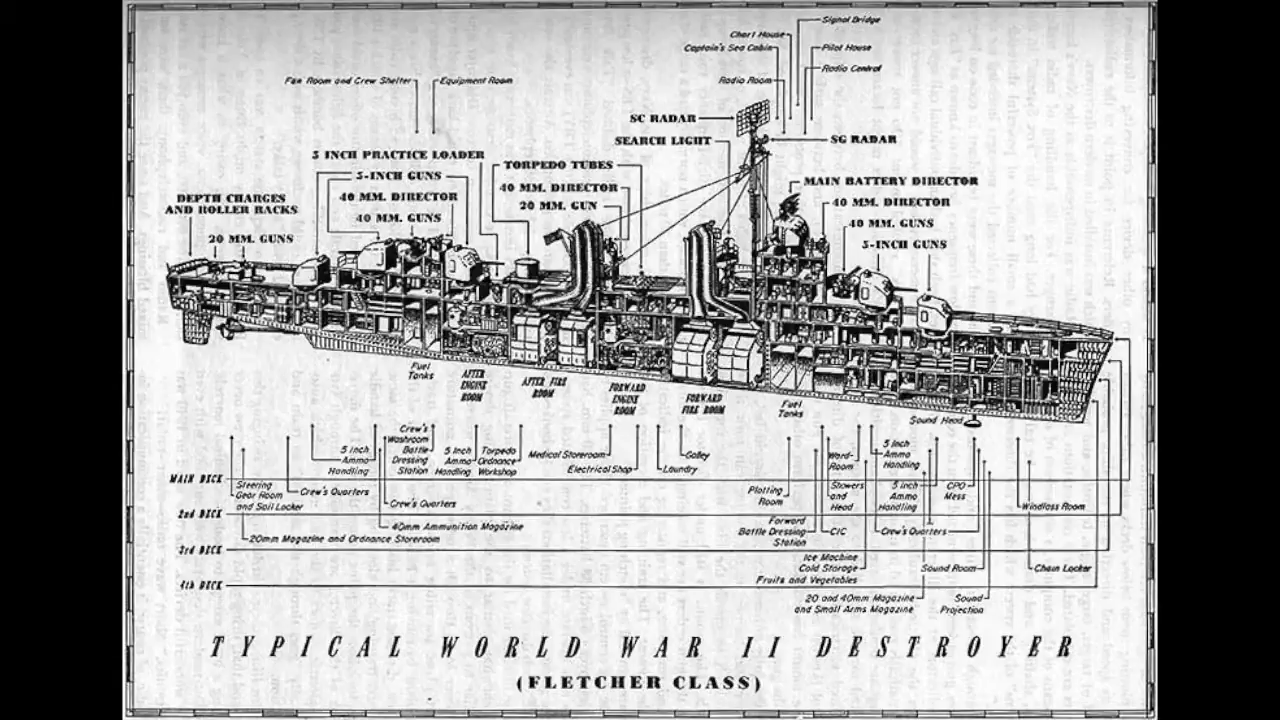 Signal Bridge
Chart House
Captain's Sea Cabin
Pilot House
Radio Central
Radio Room
Fan Room and Crew Shelter
Equipment Room
SC RADAR
SEARCH LIGHT
SG RADAR
5 INCH PRACTICE LOADER
5-INCH GUNS
40 MM. DIRECTOR
40 MM. GUNS
TORPEDO TUBES
40 MM. DIRECTOR
20 MM. GUN
MAIN BATTERY DIRECTOR
40 MM. DIRECTOR
40 MM. GUNS
5-INCH GUNS
DEPTH CHARGES
AND ROLLER RACKS
20 MM. GUNS
Fuel
Tanks
AFTER
ENGINE
ROOM
AFTER FIRE
ROOM
FORWARD
ENGINE
ROOM
FORWARD
FIRE ROOM
Fuel
Tanks
Sound Head
5 Inch
Ammo
Handling
Crew's
Washroom
Battle
Dressing
Station
5 Inch
Ammo
Handling
Torpedo
Ordnance
Workshop
Medical Storeroom
Electrical Shop
Laundry
Galley
Plotting
Room
Ward-
Room
Showers
and
Head
5 Inch
Ammo
Handling
5 Inch
Ammo
Handling
CPO
Mess
Windlass Room
MAIN DECK
Steering
Gear Room
and Sail Locker
Crew's Quarters
Crew's Quarters
2nd DECK
40mm Ammunition Magazine
20mm Magazine and Ordnance Storeroom
Forward
Battle Dressing
Station
CIC
Crew's Quarters
3rd DECK
Ice Machine
Cold Storage
Fruits and Vegetables
Sound Room
Chain Locker
4th DECK
20 and 40mm Magazine
and Small Arms Magazine
Sound
Projection
TYPICAL WORLD WAR II DESTROYER
(FLETCHER CLASS)